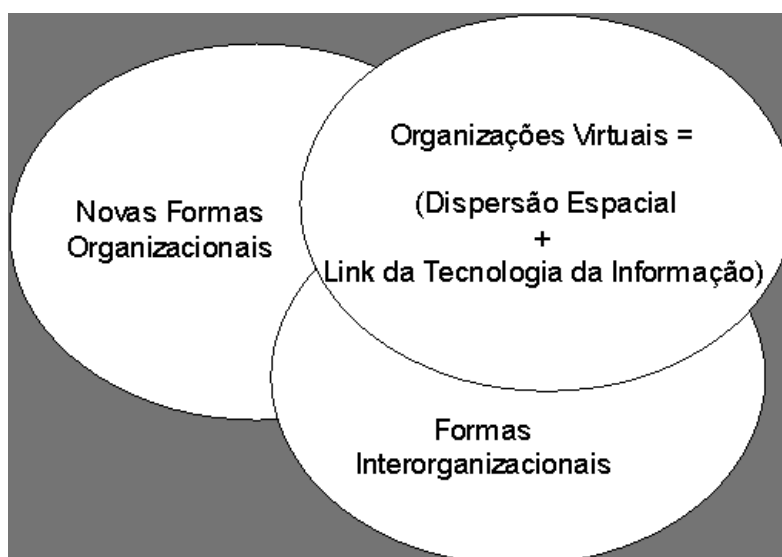 Organizações Virtuais =
(Dispersão Espacial
+
Link da Tecnologia da Informação)
Novas Formas
Organizacionais
Formas
Interorganizacionais